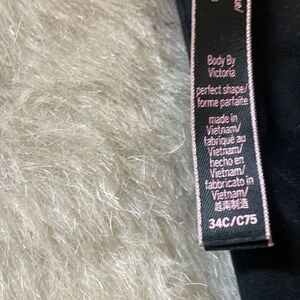 Body By
Victoria
perfect shape/
forme parfaite
made in
Vietnam/
fabriqué au
Vietnam/
hecho en
Vietnam/
fabbricato in
Vietnam/
越南制造
34C/C75